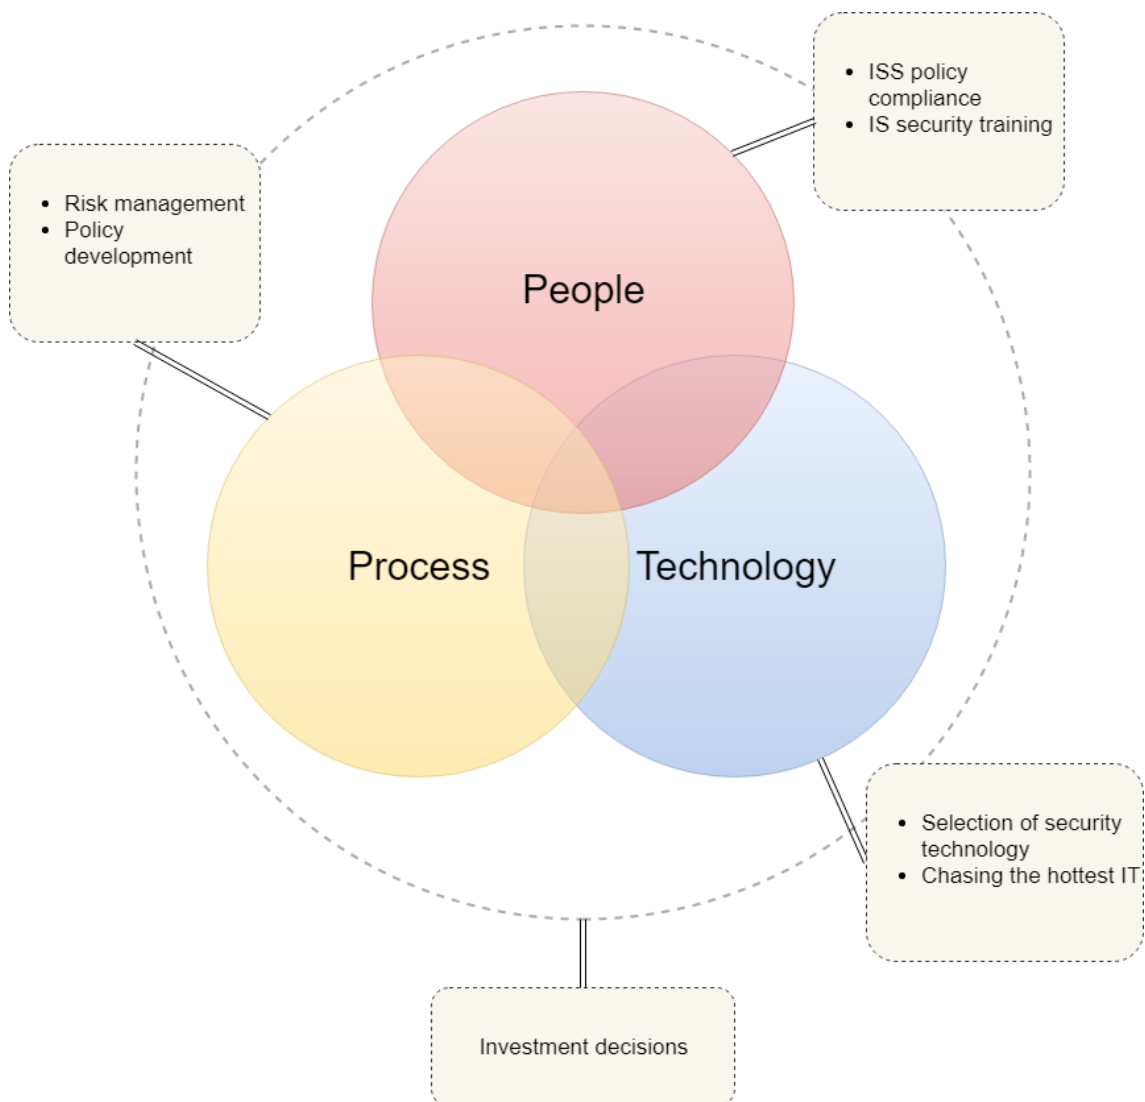 • ISS policy
compliance
• IS security training
• Risk management
• Policy
development
People
Process
Technology
• Selection of security
technology
• Chasing the hottest IT
Investment decisions